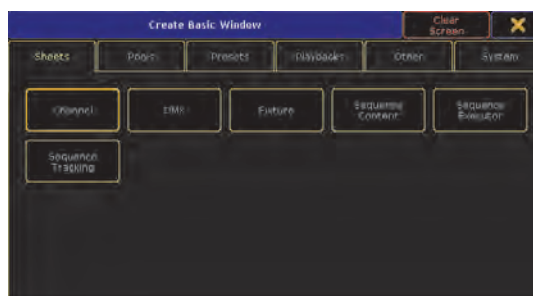 Create Basic Window
Clear
Screen
Sheets
Pools
Presets
Playbacks
Other
System
Channel
DMX
Fixture
Sequence
Content
Sequence
Executor
Sequence
Tracking